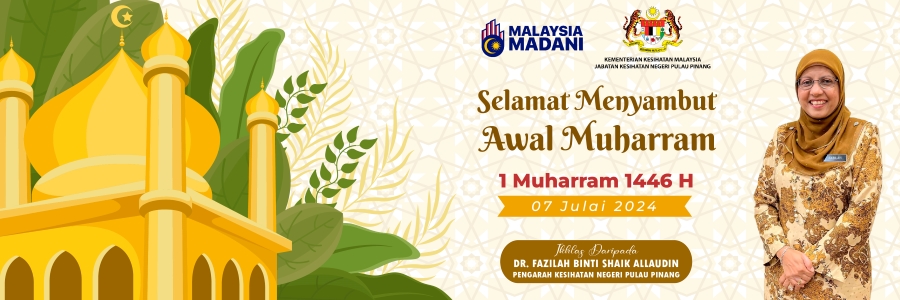 MALAYSIA
MADANI
KEMENTERIAN KESIHATAN MALAYSIA
JABATAN KESIHATAN NEGERI PULAU PINANG
Selamat Menyambut
Awal Muharram
1 Muharram 1446 H
07 Julai 2024
Ikhlas Daripada
DR. FAZILAH BINTI SHAIK ALLAUDIN
PENGARAH KESIHATAN NEGERI PULAU PINANG